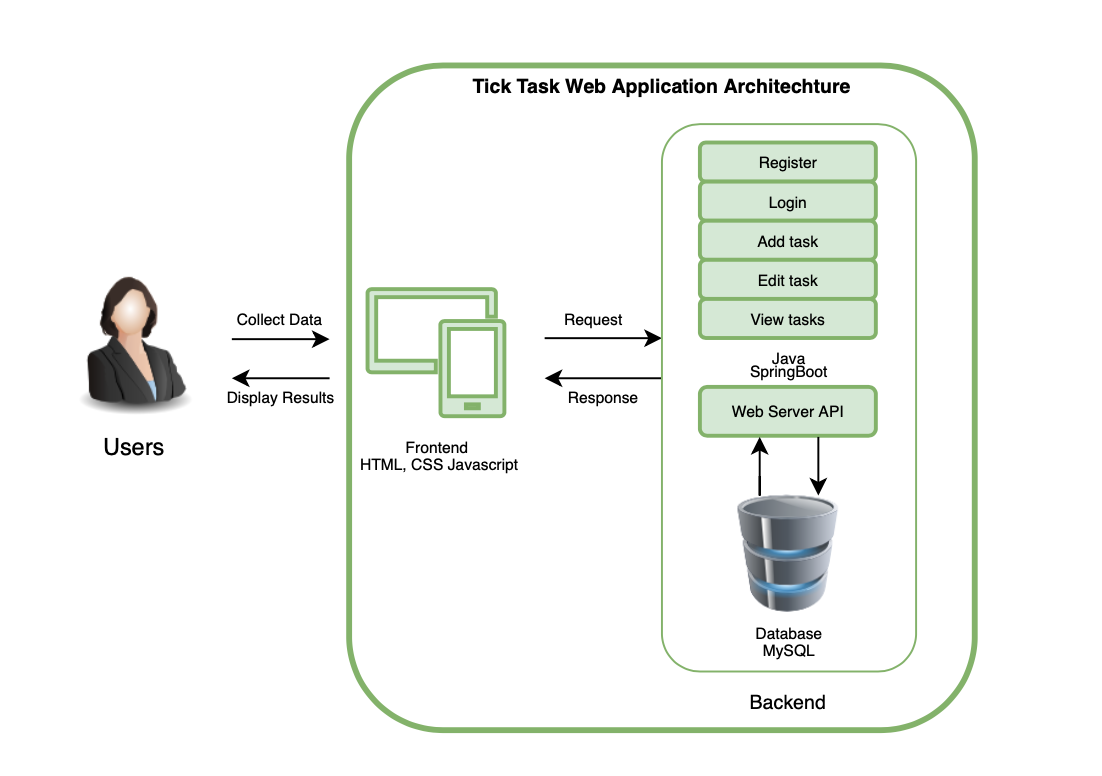 Tick Task Web Application Architechture
Register
Login
Add task
Edit task
View tasks
Java
SpringBoot
Web Server API
Database
MySQL
Backend
Request
Response
Frontend
HTML, CSS Javascript
Collect Data
Display Results
Users